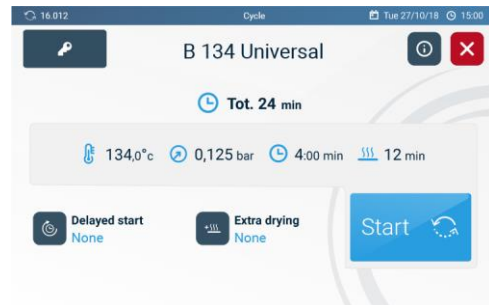 16.012 Cycle Tue 27/10/18 15:00
B 134 Universal
Tot. 24 min
134,0°c 0,125 bar 4:00 min 12 min
Delayed start
None
Extra drying
None
Start